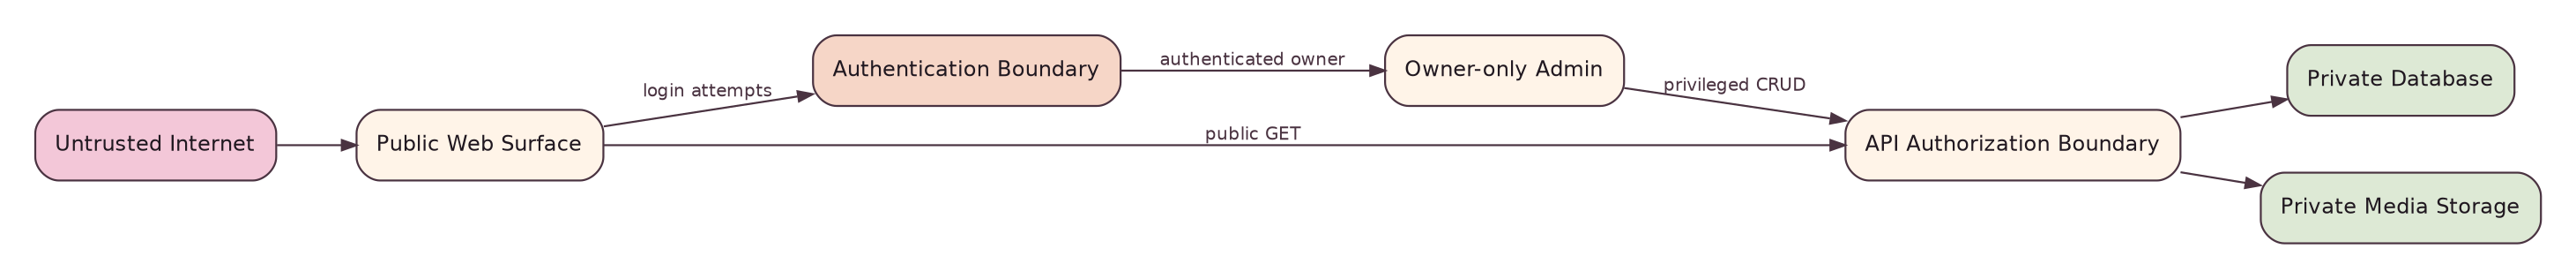 Untrusted Internet
Public Web Surface
login attempts
Authentication Boundary
authenticated owner
Owner-only Admin
privileged CRUD
public GET
API Authorization Boundary
Private Database
Private Media Storage